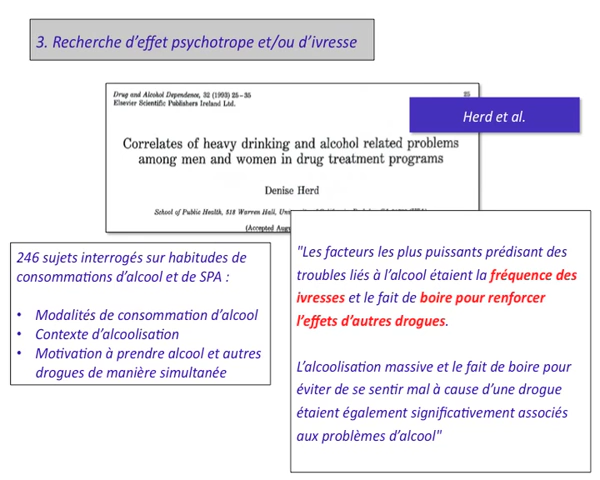 3. Recherche d’effet psychotrope et/ou d’ivresse
Drug and Alcohol Dependence, 32 (1993) 25–35
25
Elsevier Scientific Publishers Ireland Ltd.
Herd et al.
Correlates of heavy drinking and alcohol related problems
among men and women in drug treatment programs
Denise Herd
School of Public Health, 518 Warren Hall,
(Accepted
246 sujets interrogés sur habitudes de
consommations d’alcool et de SPA :
• Modalités de consommation d’alcool
• Contexte d’alcoolisation
• Motivation à prendre alcool et autres
drogues de manière simultanée
"Les facteurs les plus puissants prédisant des
troubles liés à l’alcool étaient la fréquence des
ivresses et le fait de boire pour renforcer
l’effets d’autres drogues.
L’alcoolisation massive et le fait de boire pour
éviter de se sentir mal à cause d’une drogue
étaient également significativement associés
aux problèmes d’alcool"